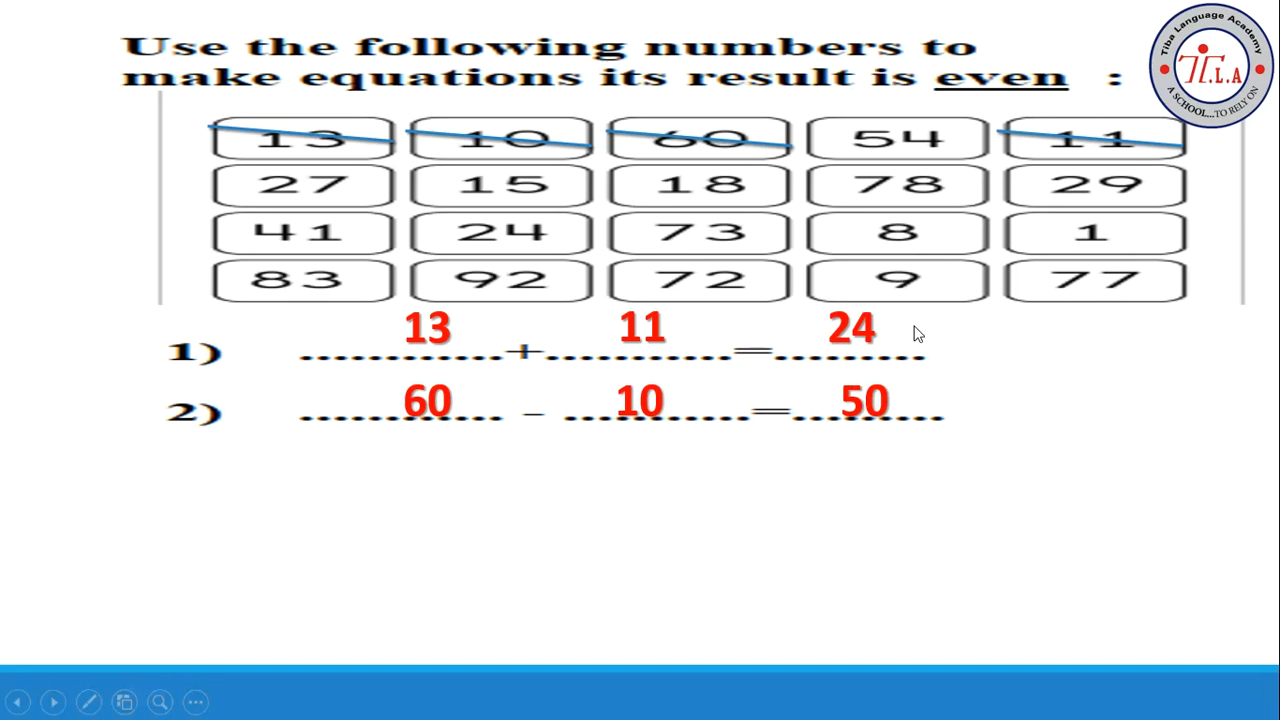 Use the following numbers to
make equations its result is even :
13 10 60 54 11
27 15 18 78 29
41 24 73 8 1
83 92 72 9 77
1) ............13+............11=..........24
2) ............60 - ............10=..........50
Tiba Language Academy
T.L.A
A SCHOOL...TO RELY ON